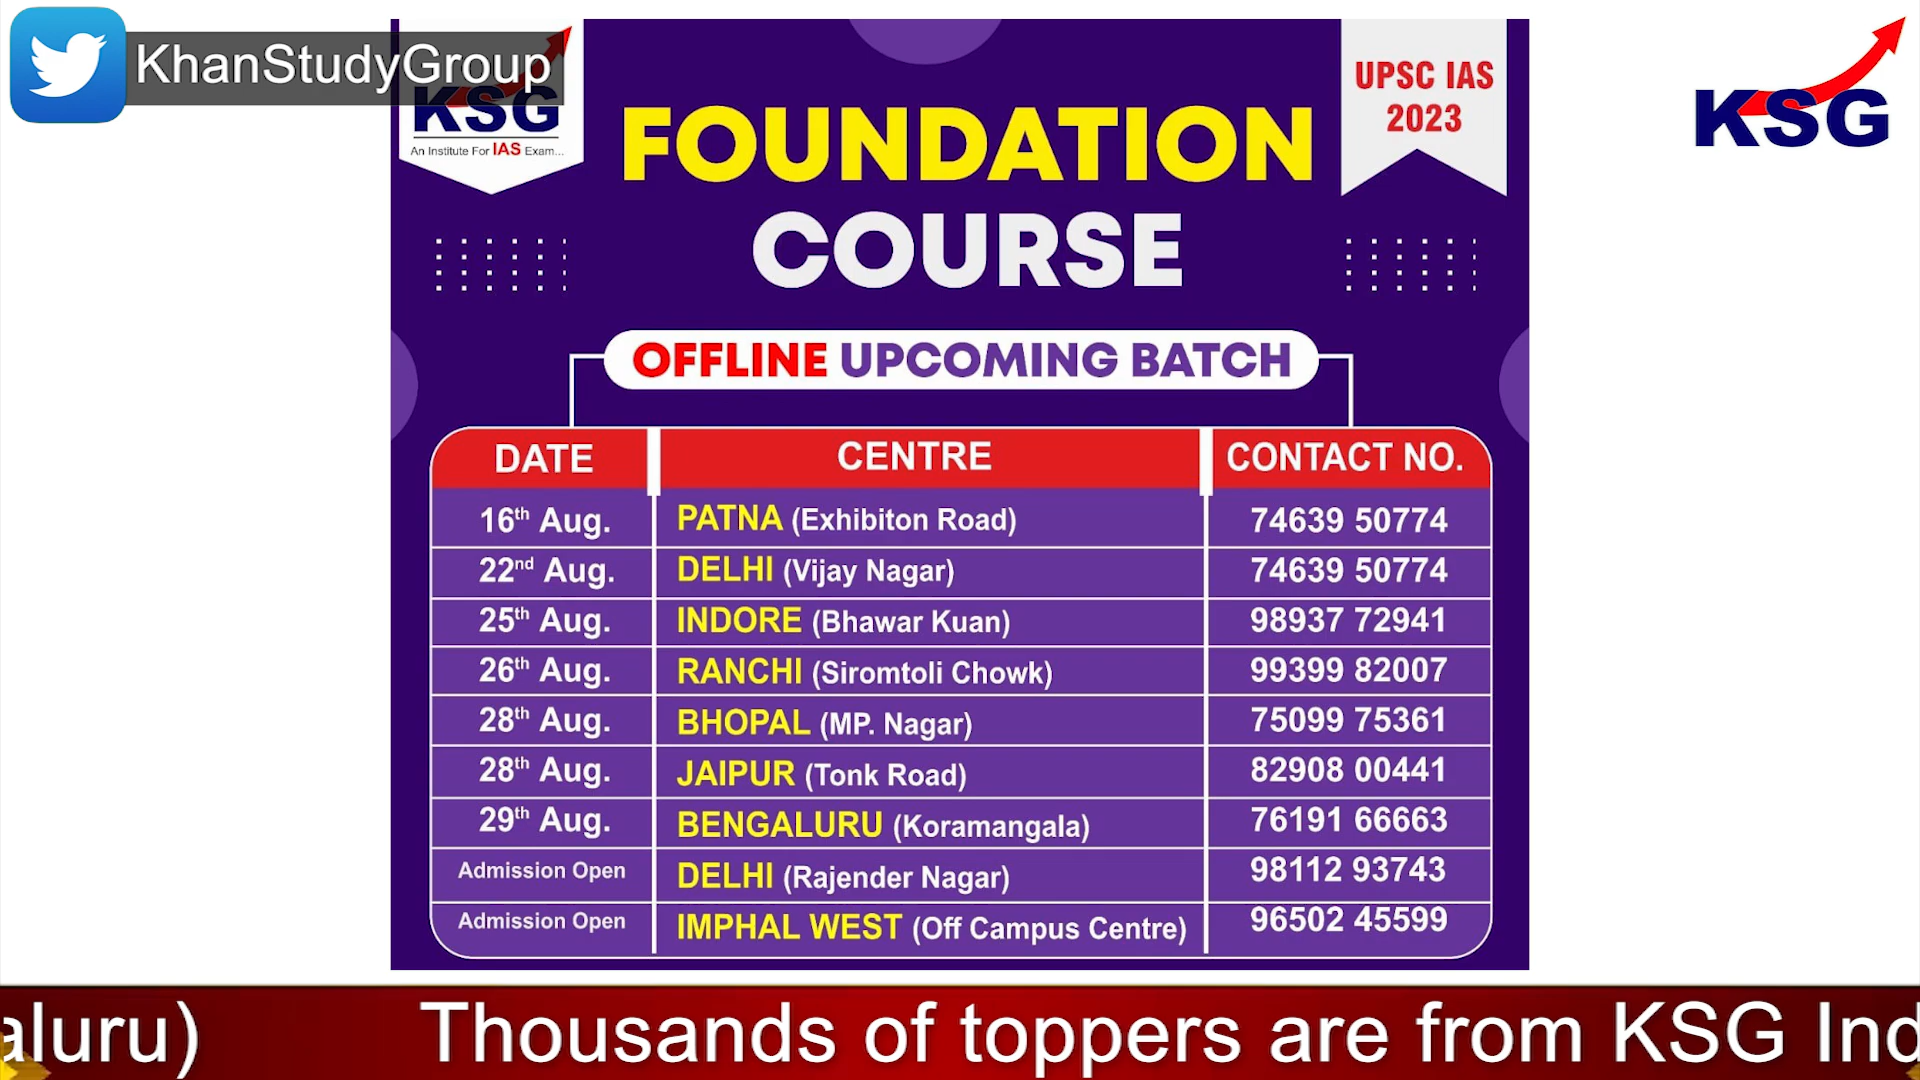 KhanStudyGroup
KSG
An Institute For IAS Exam...
UPSC IAS
2023
KSG
FOUNDATION
COURSE
OFFLINE UPCOMING BATCH
DATE CENTRE CONTACT NO.
16th Aug. PATNA (Exhibiton Road) 74639 50774
22nd Aug. DELHI (Vijay Nagar) 74639 50774
25th Aug. INDORE (Bhawar Kuan) 98937 72941
26th Aug. RANCHI (Siromtoli Chowk) 99399 82007
28th Aug. BHOPAL (MP. Nagar) 75099 75361
28th Aug. JAIPUR (Tonk Road) 82908 00441
29th Aug. BENGALURU (Koramangala) 76191 66663
Admission Open DELHI (Rajender Nagar) 98112 93743
Admission Open IMPHAL WEST (Off Campus Centre) 96502 45599
aluru) Thousands of toppers are from KSG Ind